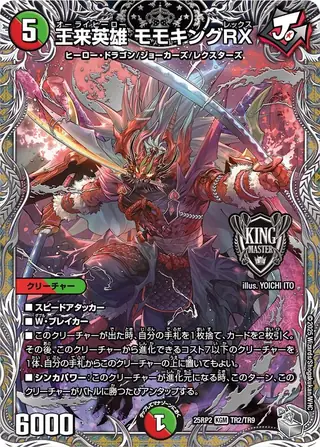 5
オーライヒーロー レックス
王来英雄 モモキングRX
ヒーロー・ドラゴン/ジョーカーズ/レクスターズ
J
KING
MASTER
illus. YOICHI ITO
クリーチャー
■スピードアタッカー
■W・ブレイカー
■このクリーチャーが出た時、自分の手札を1枚捨て、カードを2枚引く。
その後、このクリーチャーから進化できるコスト7以下のクリーチャーを
1体、自分の手札からこのクリーチャーの上に置いてもよい。
■シンカパワー:このクリーチャーが進化元になる時、このターン、この
クリーチャーがバトルに勝つたびアンタップする。
6000
1
25RP2 KGM TR2/TR9